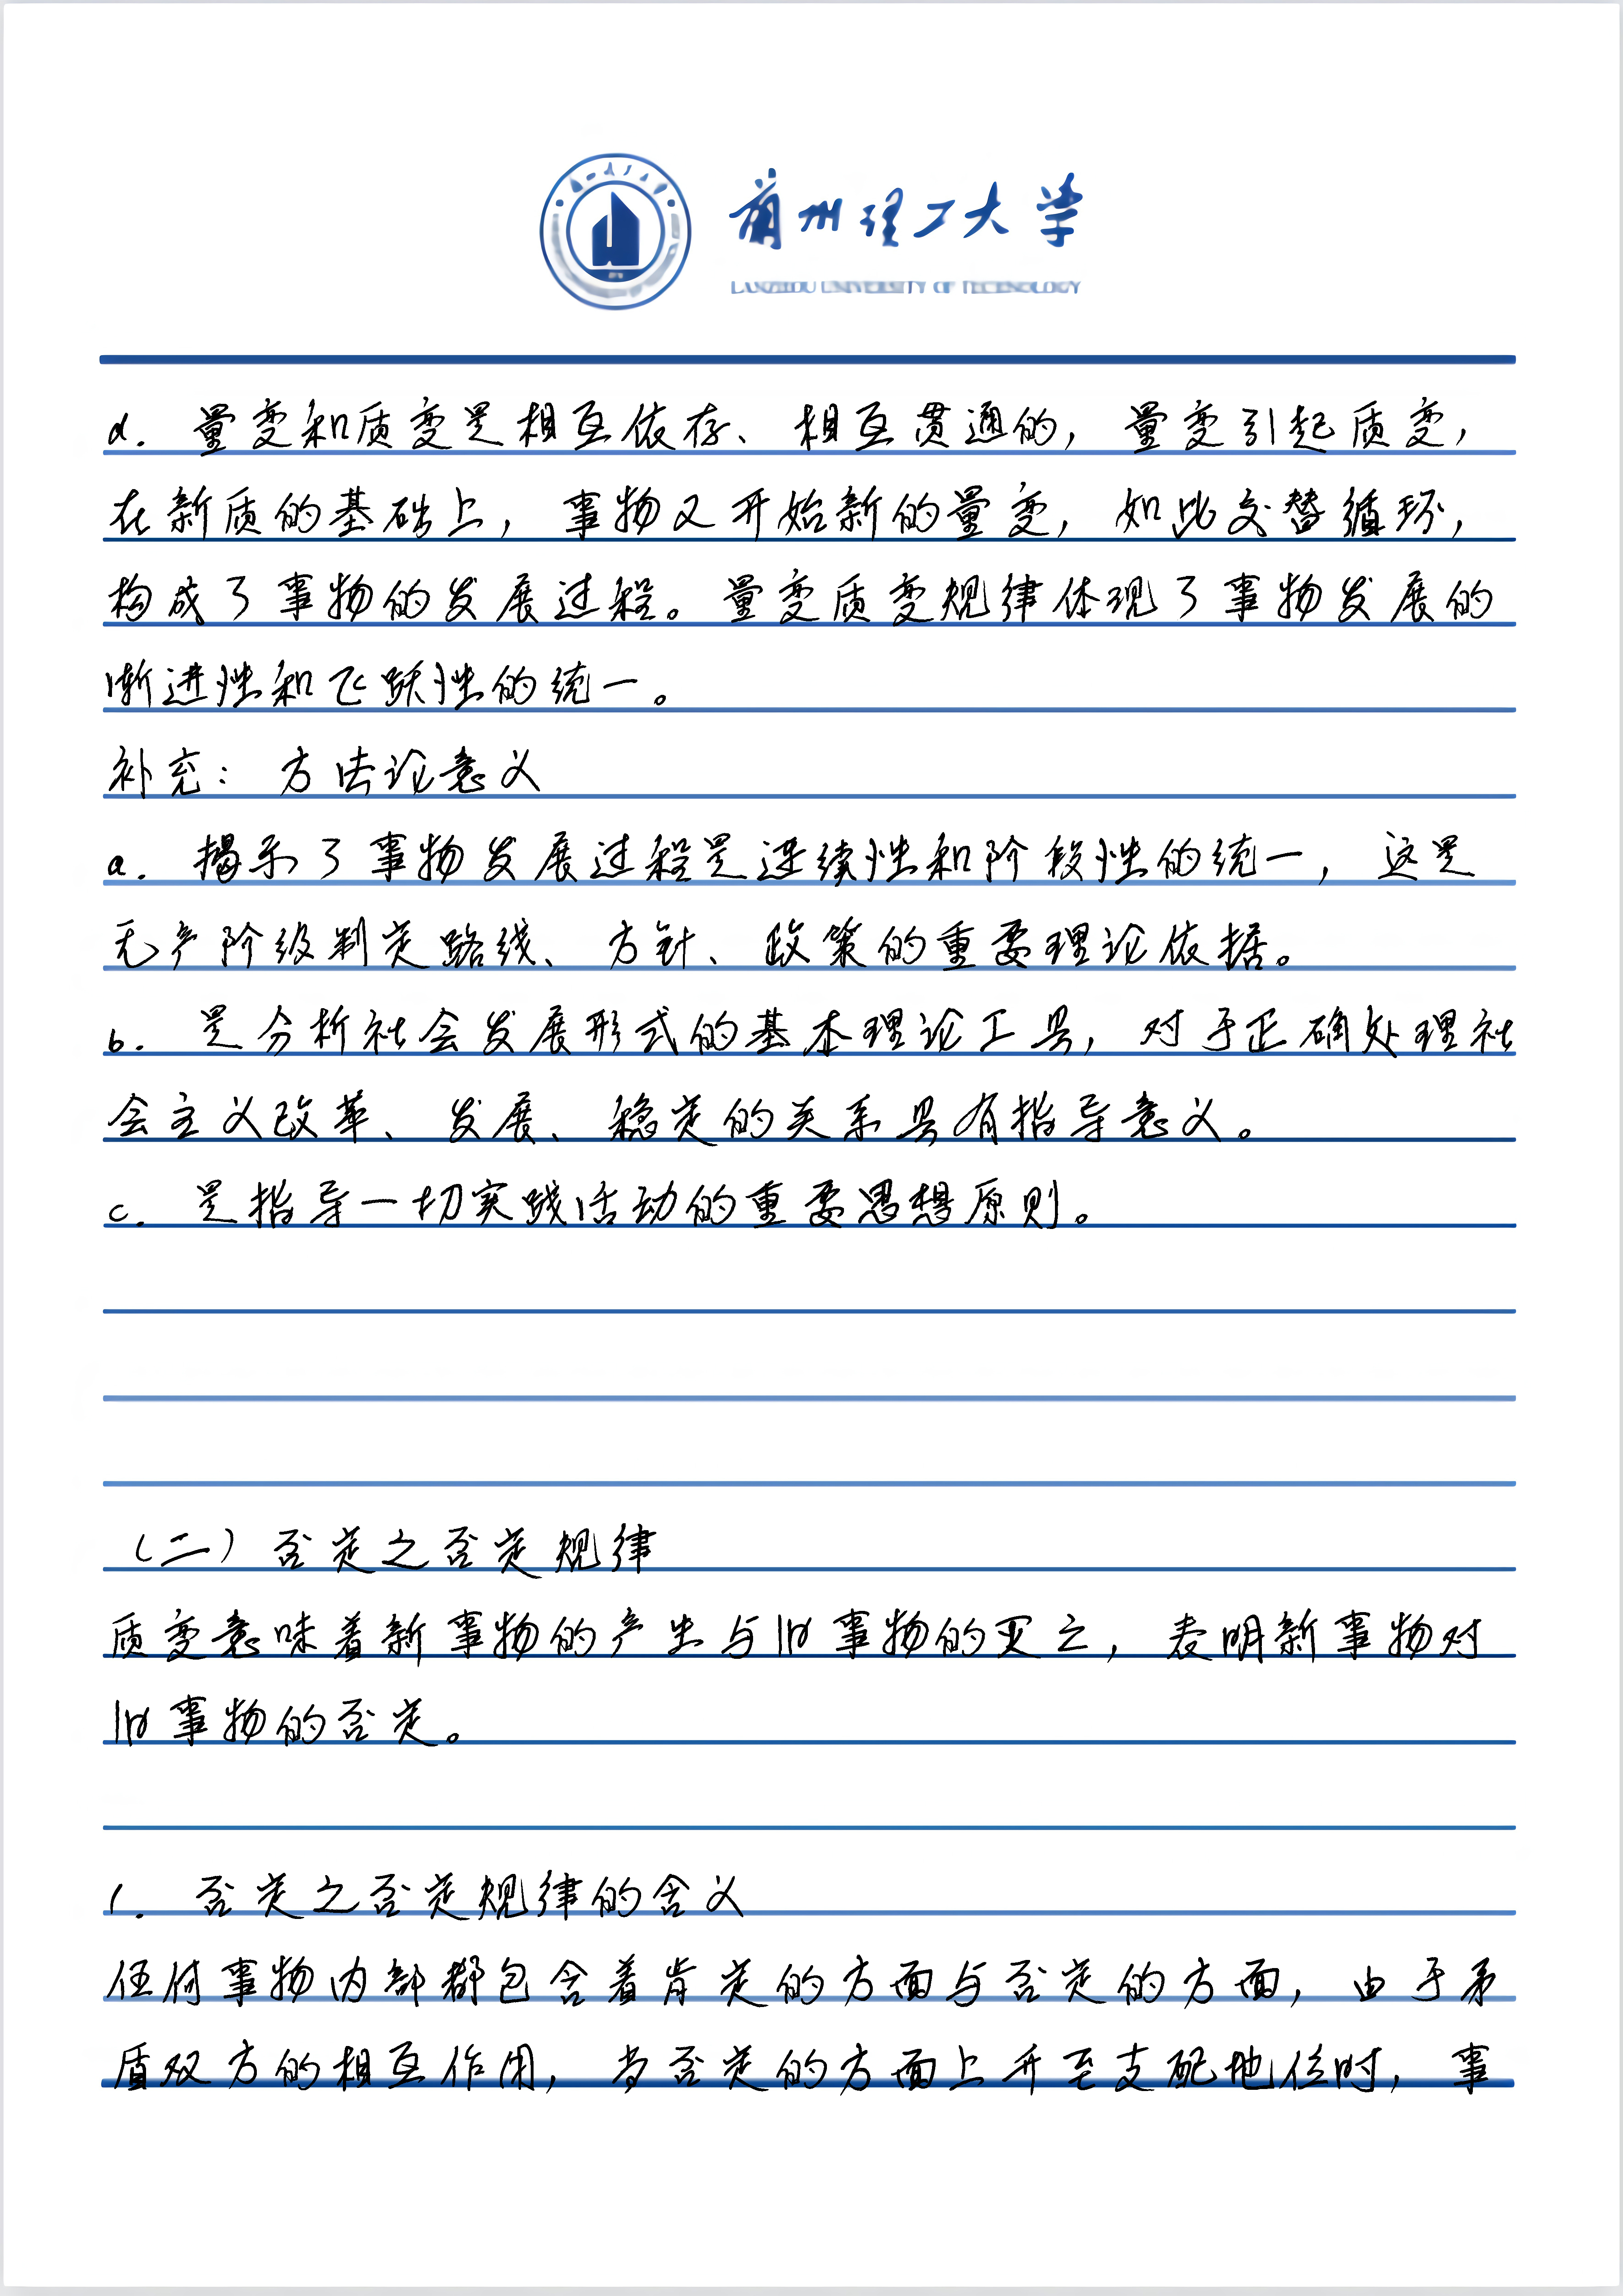 蘭州理工大学
LANZHOU UNIVERSITY OF TECHNOLOGY
d. 量变和质变是相互依存、相互贯通的，量变引起质变，
在新质的基础上，事物又开始新的量变，如此交替循环，
构成了事物的发展过程。量变质变规律体现了事物发展的
渐进性和飞跃性的统一。
补充：方法论意义
a. 揭示了事物发展过程是连续性和阶段性的统一，这是
无产阶级制定路线、方针、政策的重要理论依据。
b. 是分析社会发展形式的基本理论工具，对于正确处理社
会主义改革、发展、稳定的关系具有指导意义。
c. 是指导一切实践活动的重要思想原则。
（二）否定之否定规律
质变意味着新事物的产生与旧事物的灭亡，表明新事物对
旧事物的否定。
1. 否定之否定规律的含义
任何事物内部都包含着肯定的方面与否定的方面，由于矛
盾双方的相互作用，当否定的方面上升至支配地位时，事